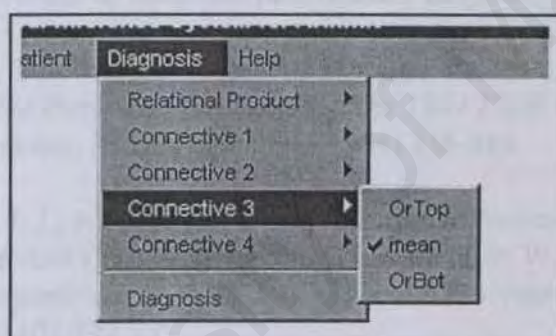 atient Diagnosis Help
Relational Product
Connective 1
Connective 2
Connective 3
Connective 4
Diagnosis
OrTop
✓ mean
OrBot